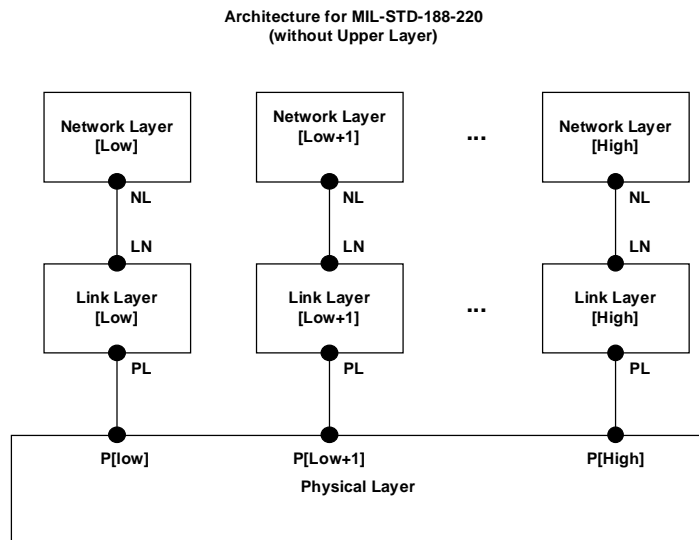 Architecture for MIL-STD-188-220
(without Upper Layer)
Network Layer
[Low]
Network Layer
[Low+1]
...
Network Layer
[High]
NL
NL
NL
LN
LN
LN
Link Layer
[Low]
Link Layer
[Low+1]
...
Link Layer
[High]
PL
PL
PL
P[low]
P[Low+1]
P[High]
Physical Layer